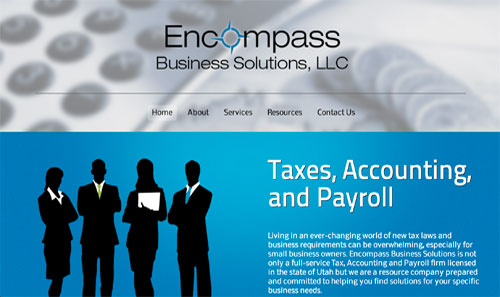 Encompass
Business Solutions, LLC
Home About Services Resources Contact Us
Taxes, Accounting,
and Payroll
Living in an ever-changing world of new tax laws and
business requirements can be overwhelming, especially for
small business owners. Encompass Business Solutions is not
only a full-service Tax, Accounting and Payroll firm licensed
in the state of Utah but we are a resource company prepared
and committed to helping you find solutions for your specific
business needs.